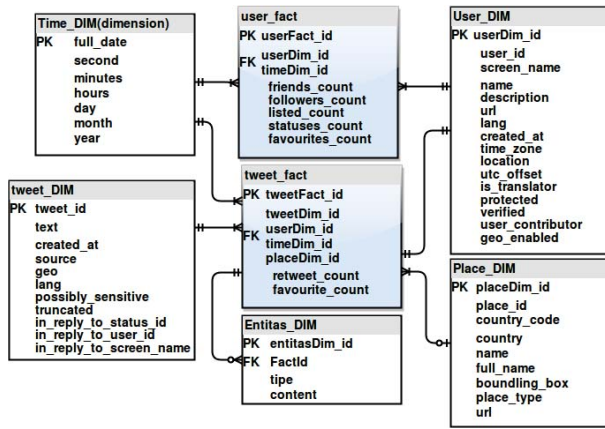 Time_DIM(dimension)
PK full_date
second
minutes
hours
day
month
year
user_fact
PK userFact_id
userDim_id
FK timeDim_id
friends_count
followers_count
listed_count
statuses_count
favourites_count
User_DIM
PK userDim_id
user_id
screen_name
name
description
url
lang
created_at
time_zone
location
utc_offset
is_translator
protected
verified
user_contributor
geo_enabled
tweet_DIM
PK tweet_id
text
created_at
source
geo
lang
possibly_sensitive
truncated
in_reply_to_status_id
in_reply_to_user_id
in_reply_to_screen_name
tweet_fact
PK tweetFact_id
tweetDim_id
FK userDim_id
timeDim_id
placeDim_id
retweet_count
favourite_count
Entitas_DIM
PK entitasDim_id
FK FactId
tipe
content
Place_DIM
PK placeDim_id
place_id
country_code
country
name
full_name
boundling_box
place_type
url